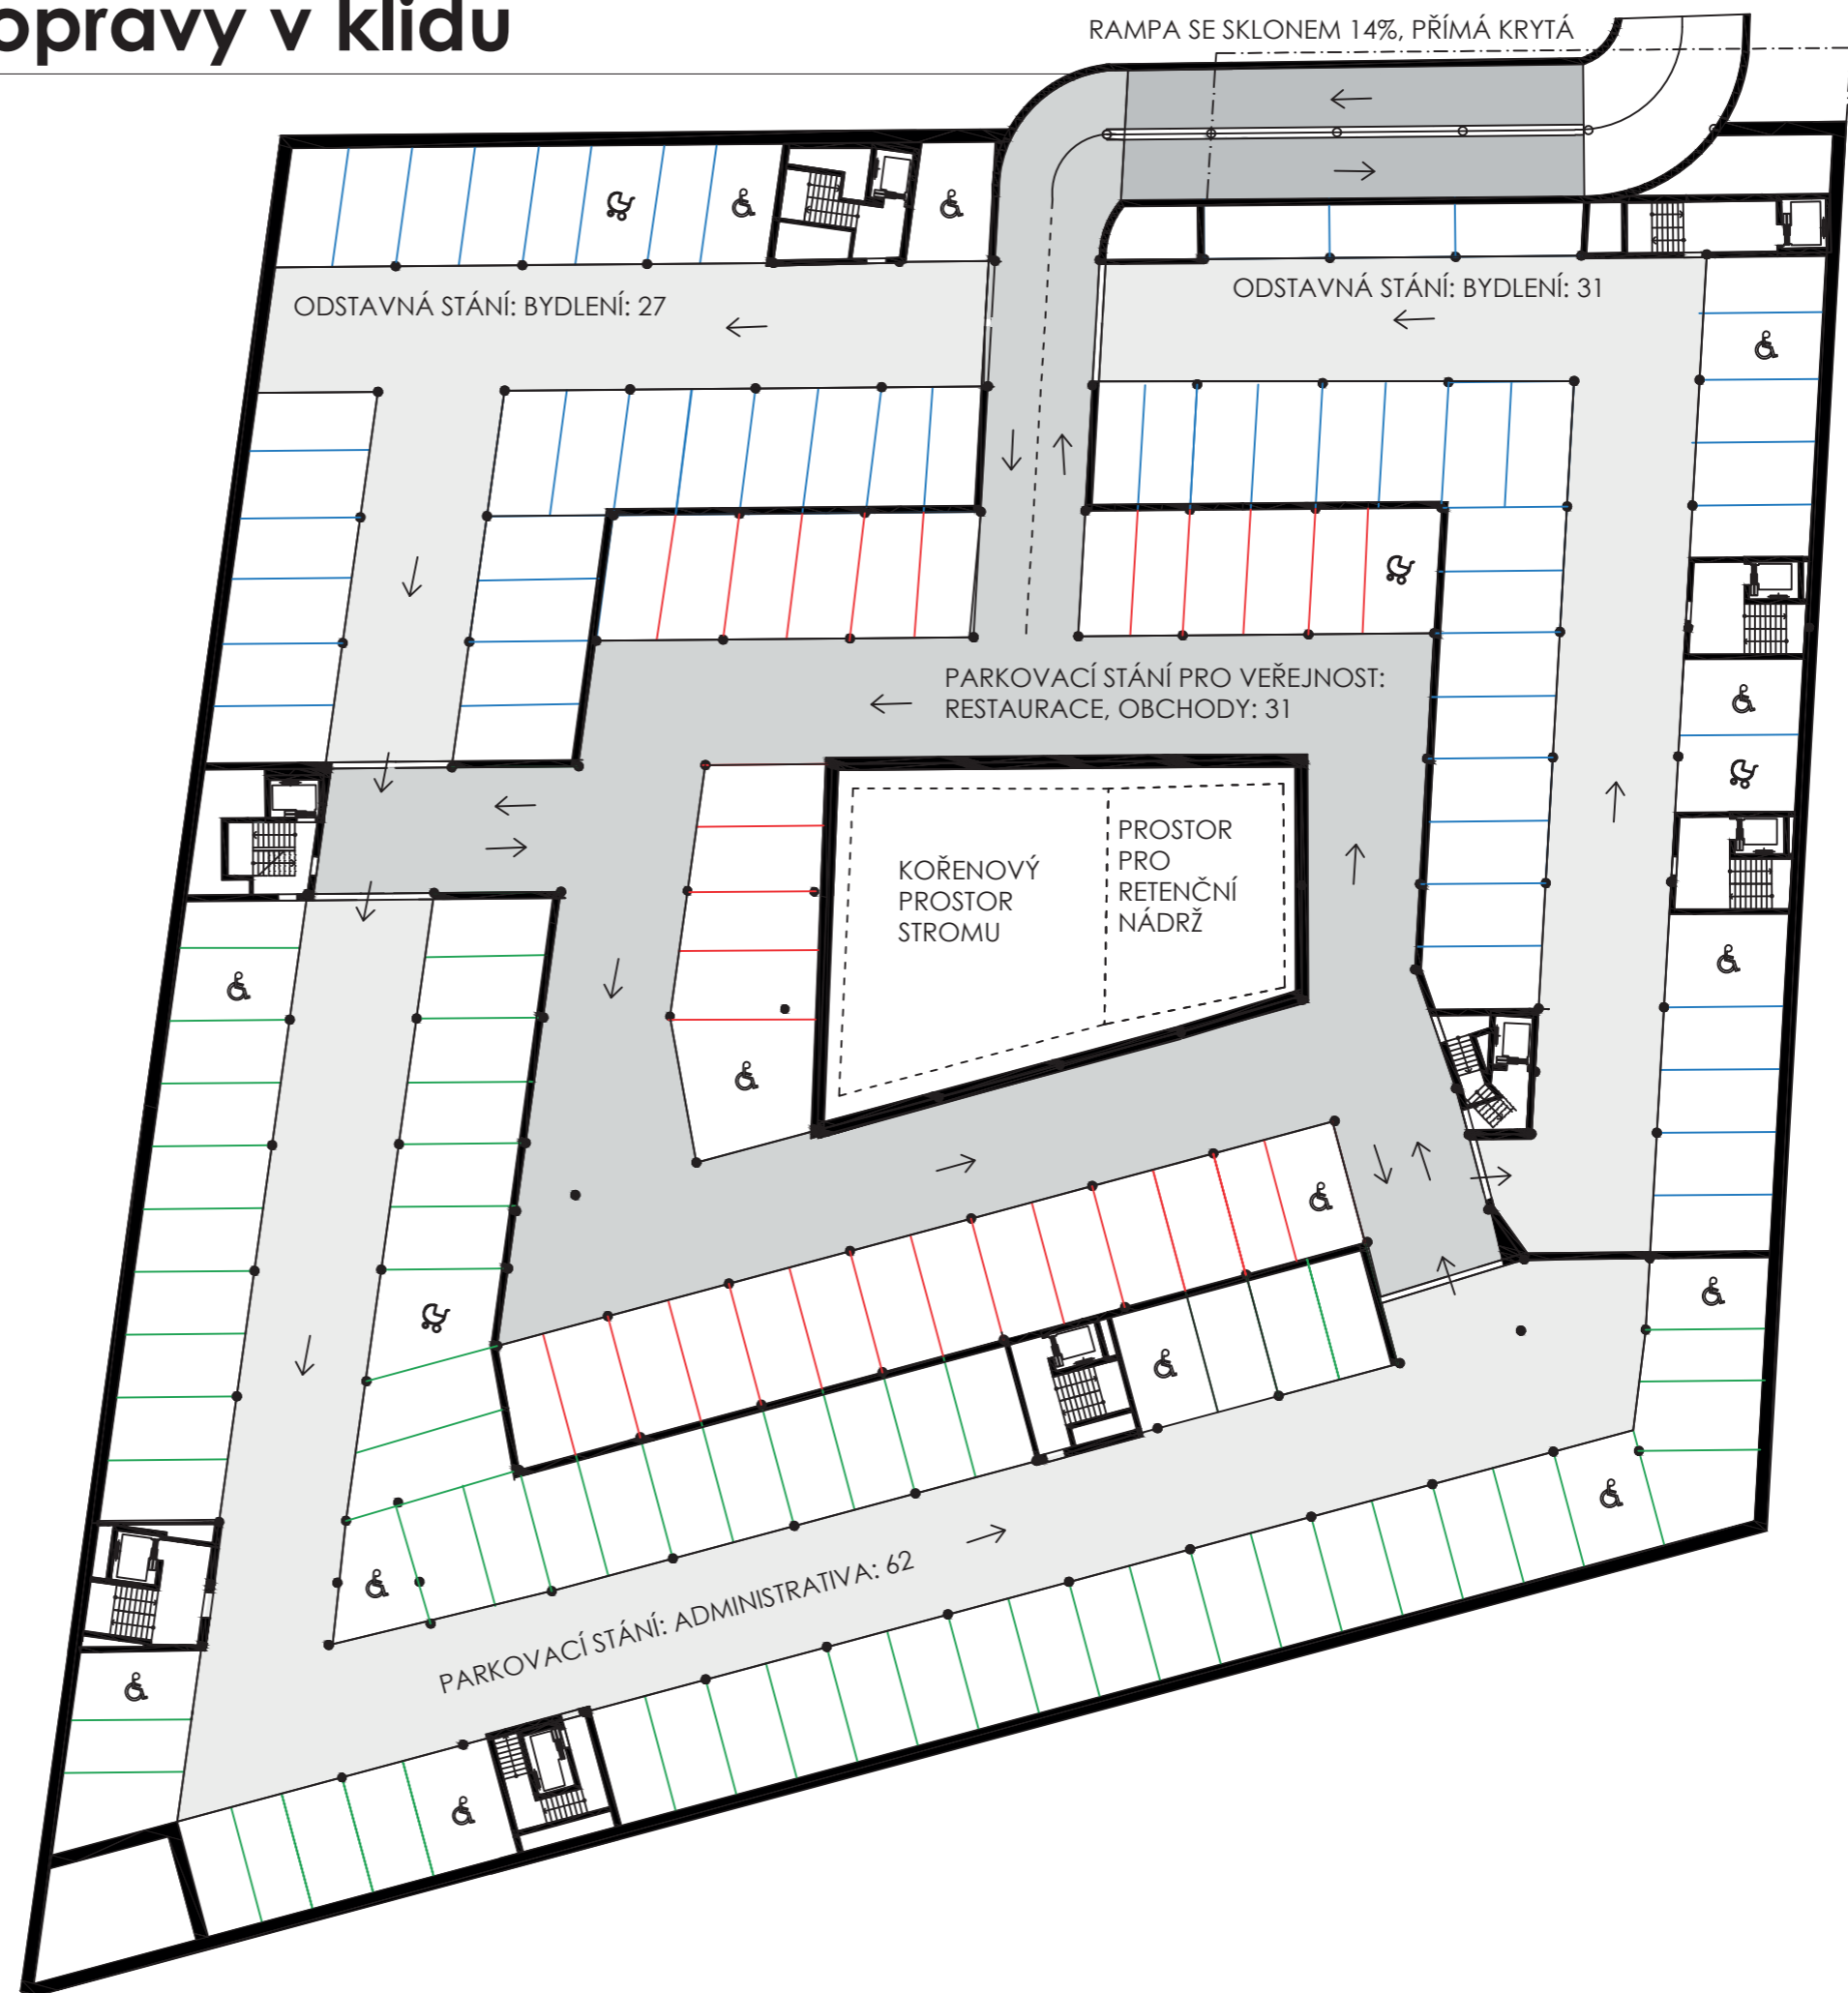 opravy v klidu
RAMPA SE SKLONEM 14%, PŘÍMÁ KRYTÁ
ODSTAVNÁ STÁNÍ: BYDLENÍ: 27
ODSTAVNÁ STÁNÍ: BYDLENÍ: 31
PARKOVACÍ STÁNÍ PRO VEŘEJNOST:
RESTAURACE, OBCHODY: 31
KOŘENOVÝ
PROSTOR
STROMU
PROSTOR
PRO
RETENČNÍ
NÁDRŽ
PARKOVACÍ STÁNÍ: ADMINISTRATIVA: 62